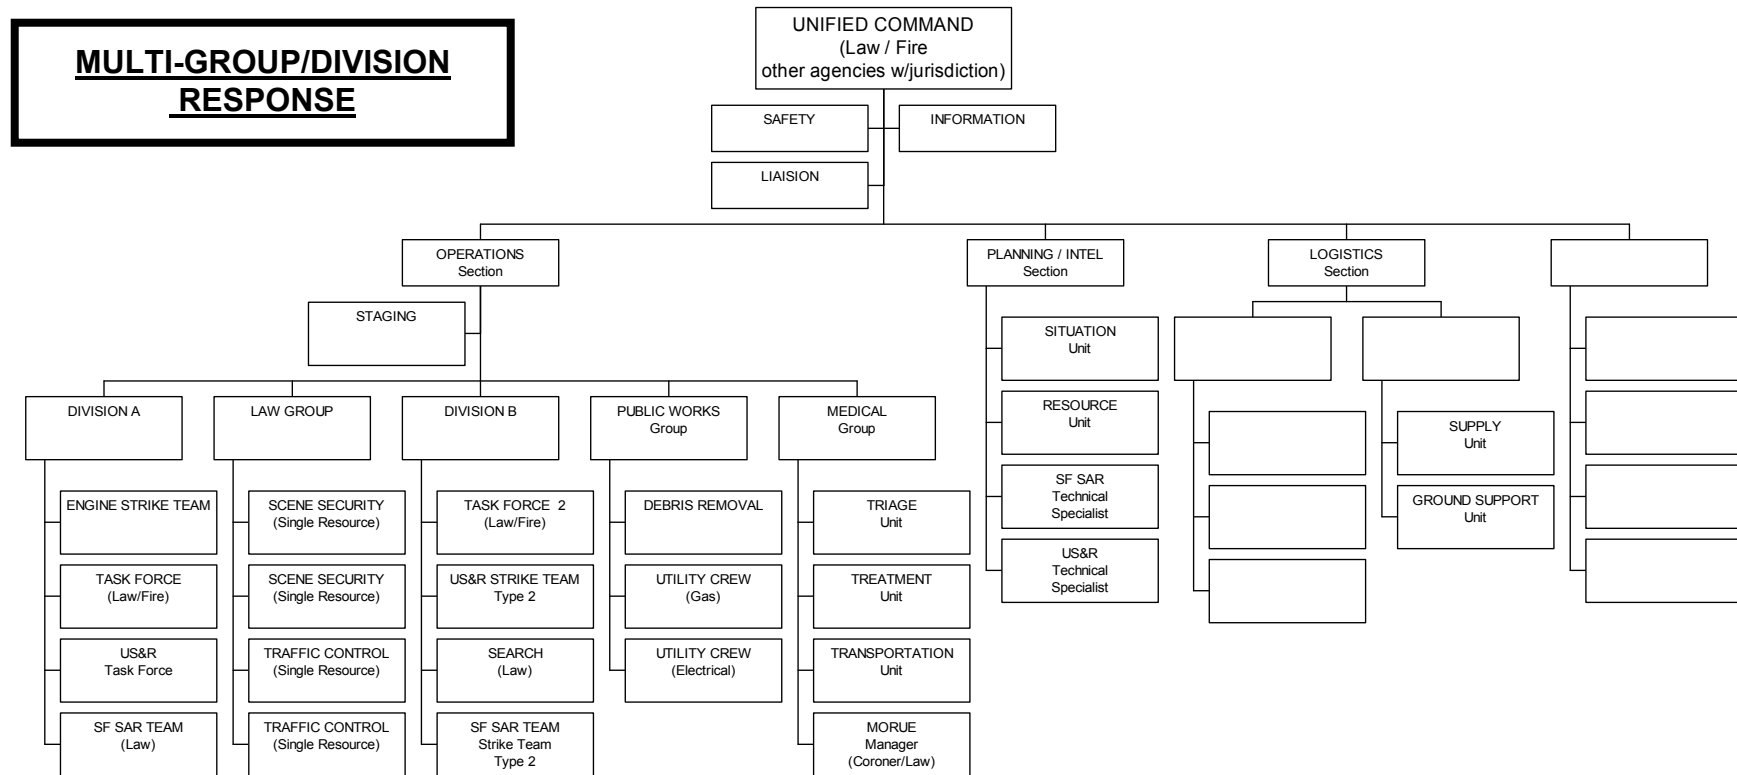 MULTI-GROUP/DIVISION
RESPONSE
UNIFIED COMMAND
(Law / Fire
other agencies w/jurisdiction)
SAFETY
INFORMATION
LIAISION
OPERATIONS
Section
PLANNING / INTEL
Section
LOGISTICS
Section
STAGING
DIVISION A
LAW GROUP
DIVISION B
PUBLIC WORKS
Group
MEDICAL
Group
ENGINE STRIKE TEAM
TASK FORCE
(Law/Fire)
US&R
Task Force
SF SAR TEAM
(Law)
SCENE SECURITY
(Single Resource)
SCENE SECURITY
(Single Resource)
TRAFFIC CONTROL
(Single Resource)
TRAFFIC CONTROL
(Single Resource)
TASK FORCE  2
(Law/Fire)
US&R STRIKE TEAM
Type 2
SEARCH
(Law)
SF SAR TEAM
Strike Team
Type 2
DEBRIS REMOVAL
UTILITY CREW
(Gas)
UTILITY CREW
(Electrical)
TRIAGE
Unit
TREATMENT
Unit
TRANSPORTATION
Unit
MORUE
Manager
(Coroner/Law)
SITUATION
Unit
RESOURCE
Unit
SF SAR
Technical
Specialist
US&R
Technical
Specialist
SUPPLY
Unit
GROUND SUPPORT
Unit